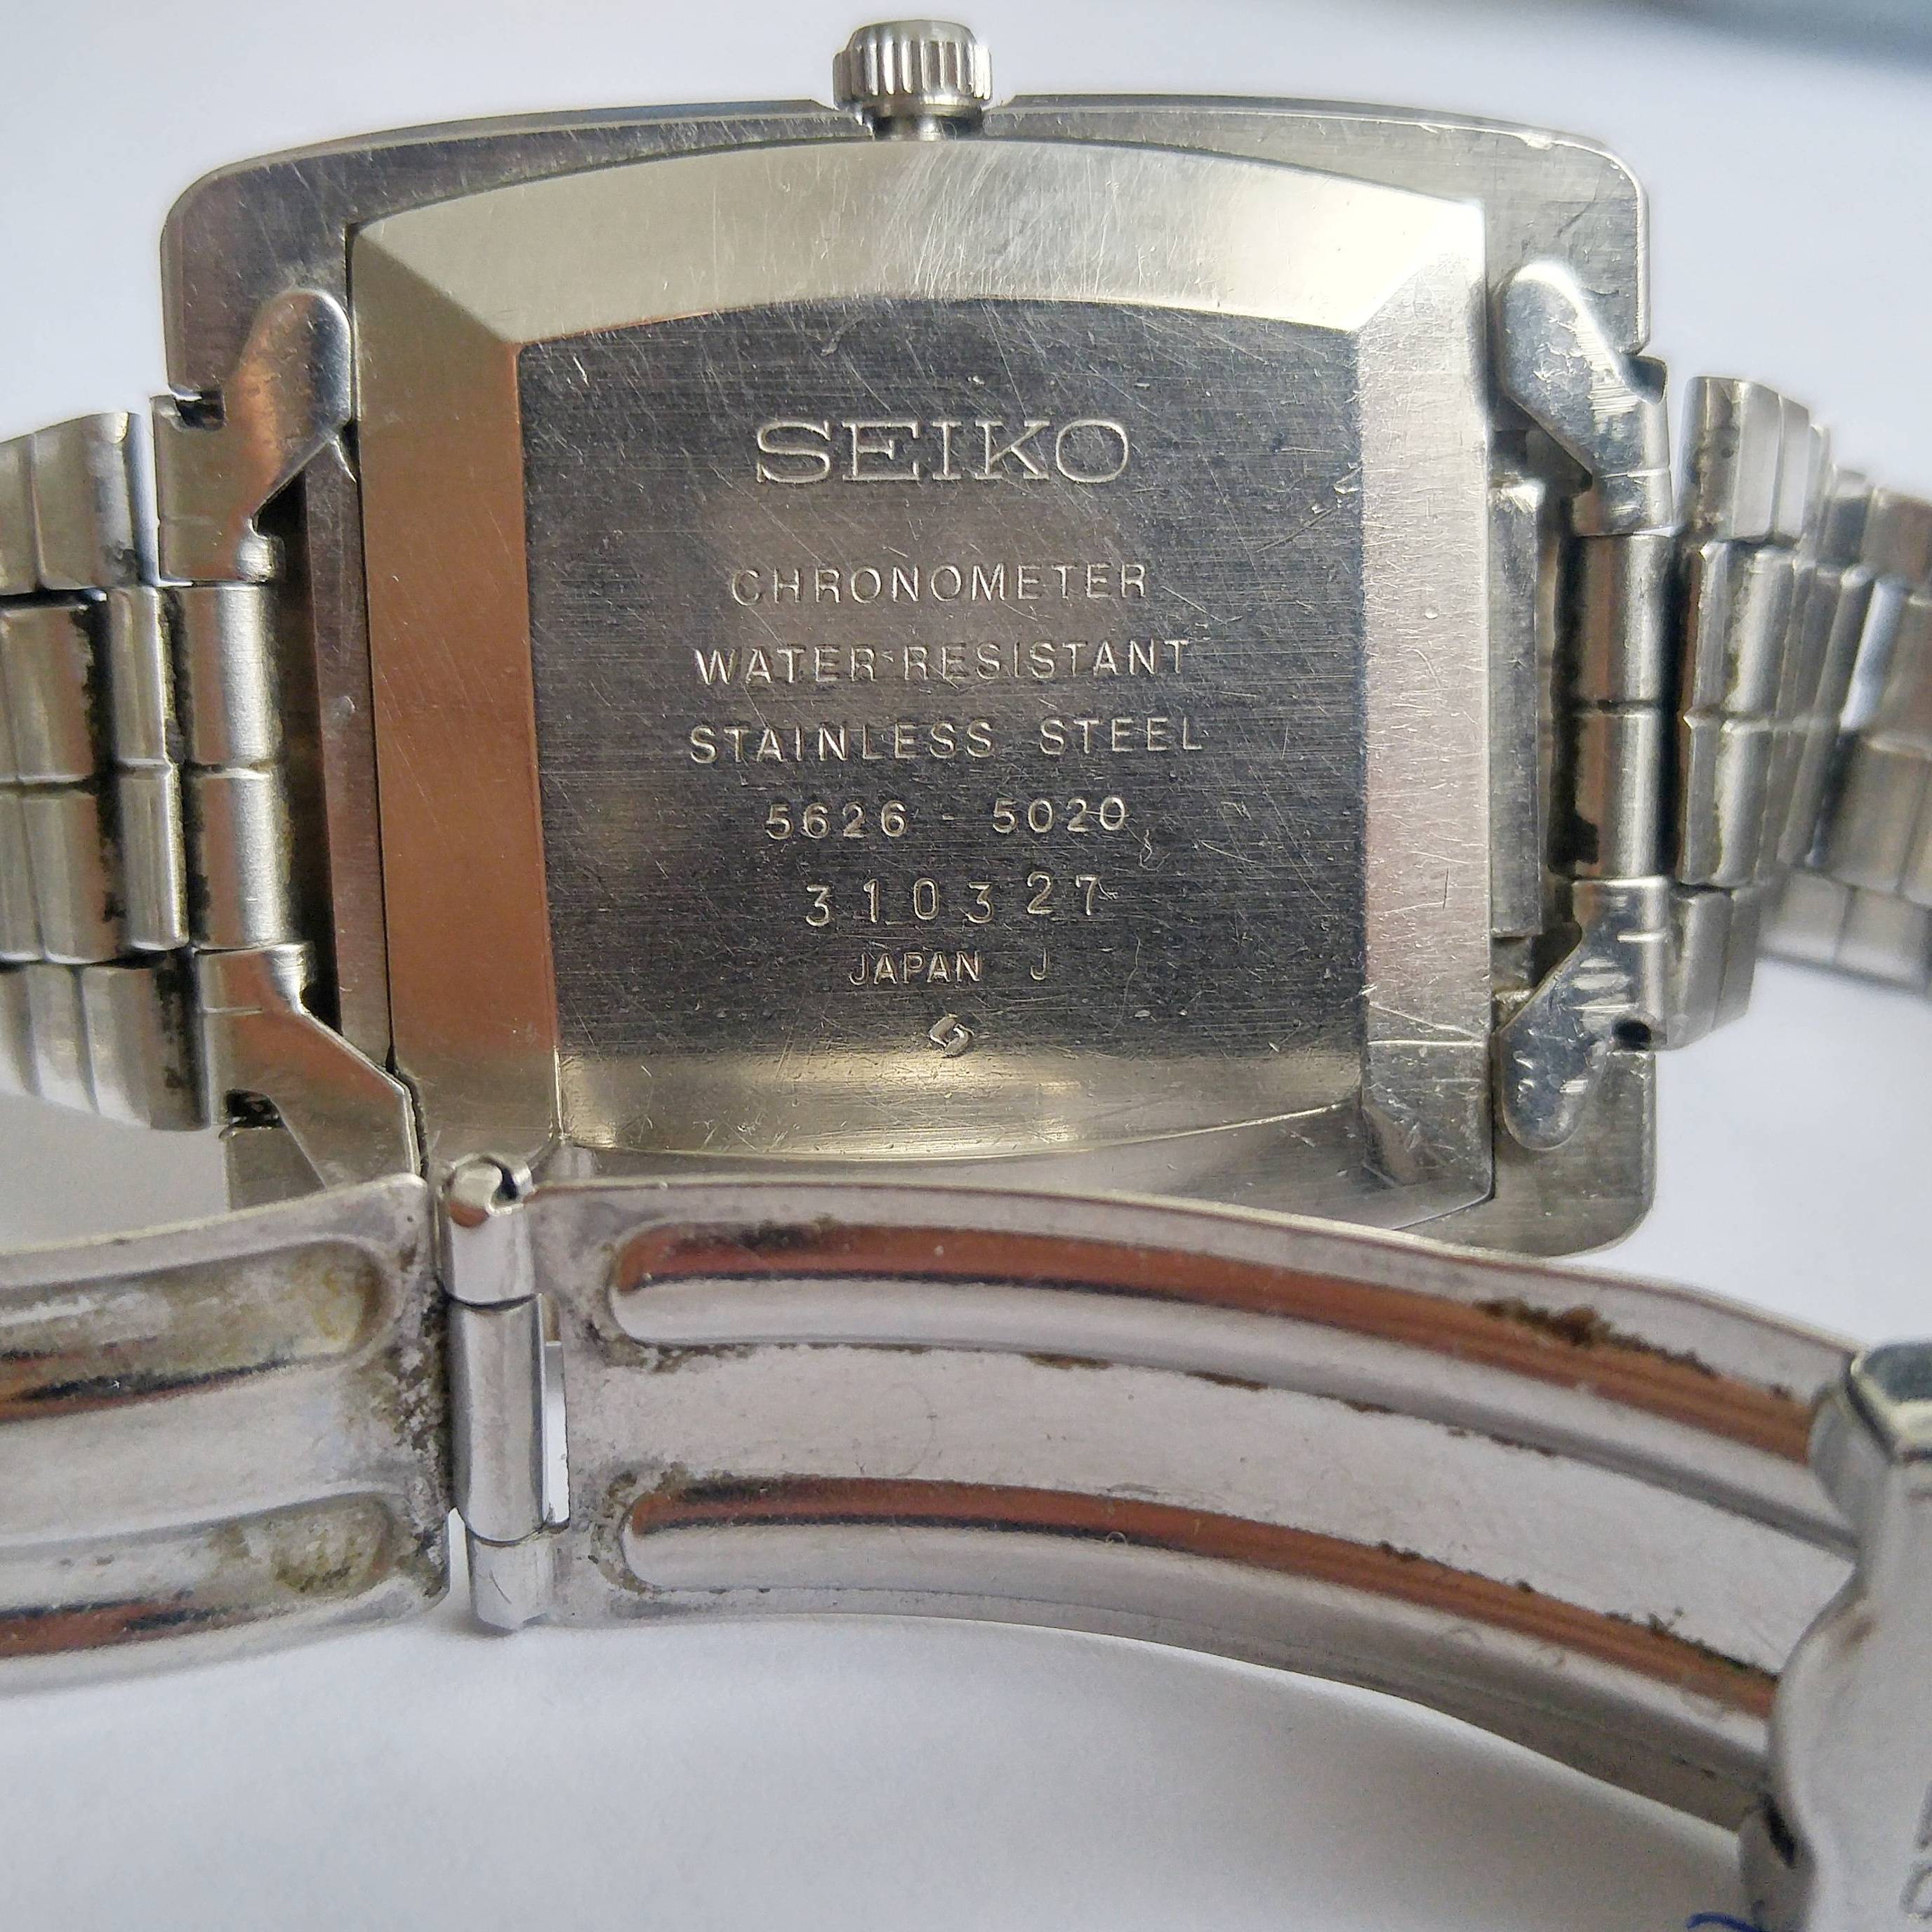 SEIKO
CHRONOMETER
WATER RESISTANT
STAINLESS STEEL
5626 - 5020
310327
JAPAN J